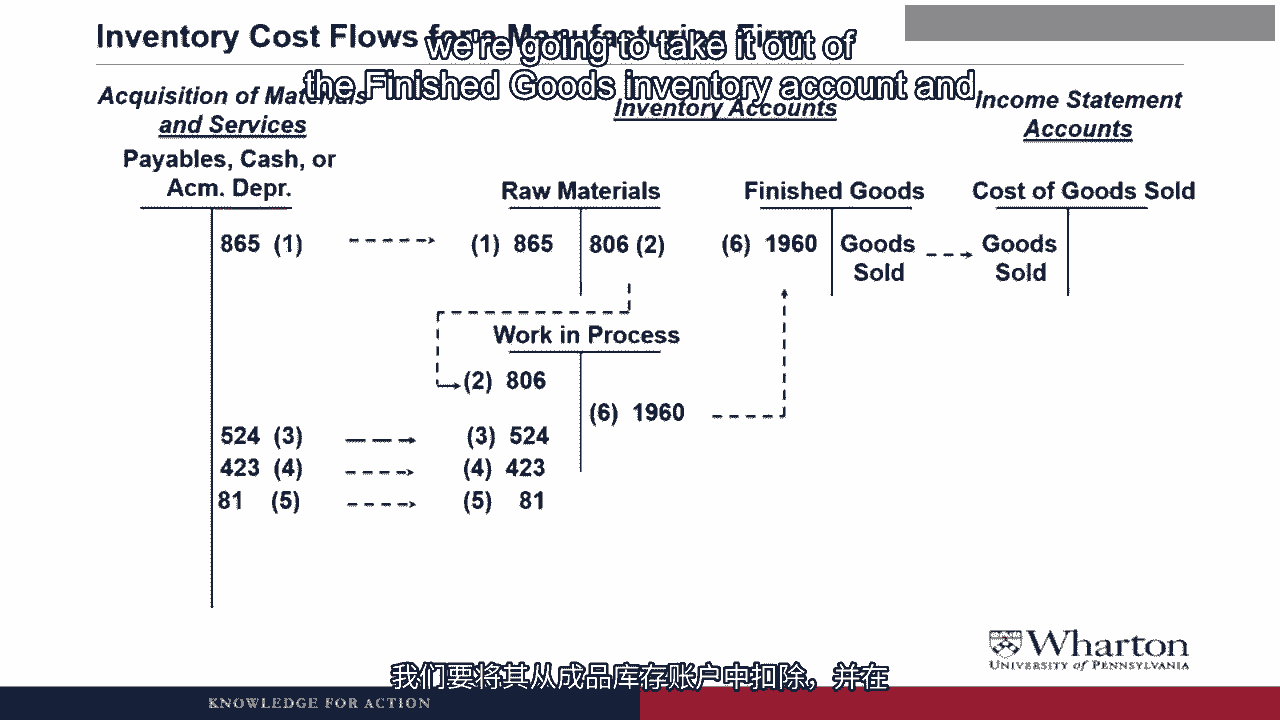 Inventory Cost Flows for a Manufacturing Firm
we're going to take it out of
the Finished Goods inventory account and
Acquisition of Materials
and Services
Inventory Accounts
Income Statement
Accounts
Payables, Cash, or
Acm. Depr.
Raw Materials
Finished Goods
Cost of Goods Sold
865 (1)
(1) 865
806 (2)
(6) 1960
Goods
Sold
Goods
Sold
Work in Process
(2) 806
(6) 1960
524 (3)
(3) 524
423 (4)
(4) 423
81 (5)
(5) 81
Wharton
UNIVERSITY of PENNSYLVANIA
我们要将其从成品库存账户中扣除，并在
KNOWLEDGE FOR ACTION